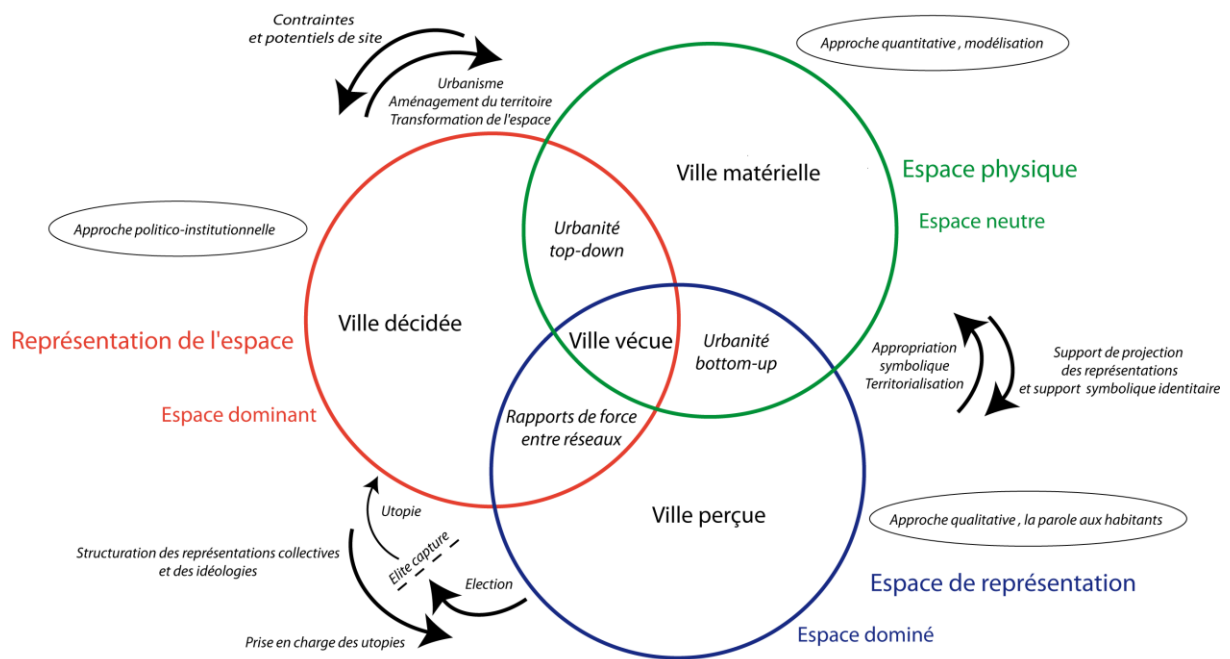 Contraintes
et potentiels de site
Approche quantitative , modélisation
Urbanisme
Aménagement du territoire
Transformation de l'espace
Ville matérielle
Espace physique
Espace neutre
Approche politico-institutionnelle
Urbanité
top-down
Représentation de l'espace
Ville décidée
Ville vécue
Urbanité
bottom-up
Appropriation
symbolique
Territorialisation
Support de projection
des représentations
et support symbolique identitaire
Espace dominant
Rapports de force
entre réseaux
Ville perçue
Approche qualitative , la parole aux habitants
Utopie
Structuration des représentations collectives
et des idéologies
Elite capture
Election
Espace de représentation
Espace dominé
Prise en charge des utopies